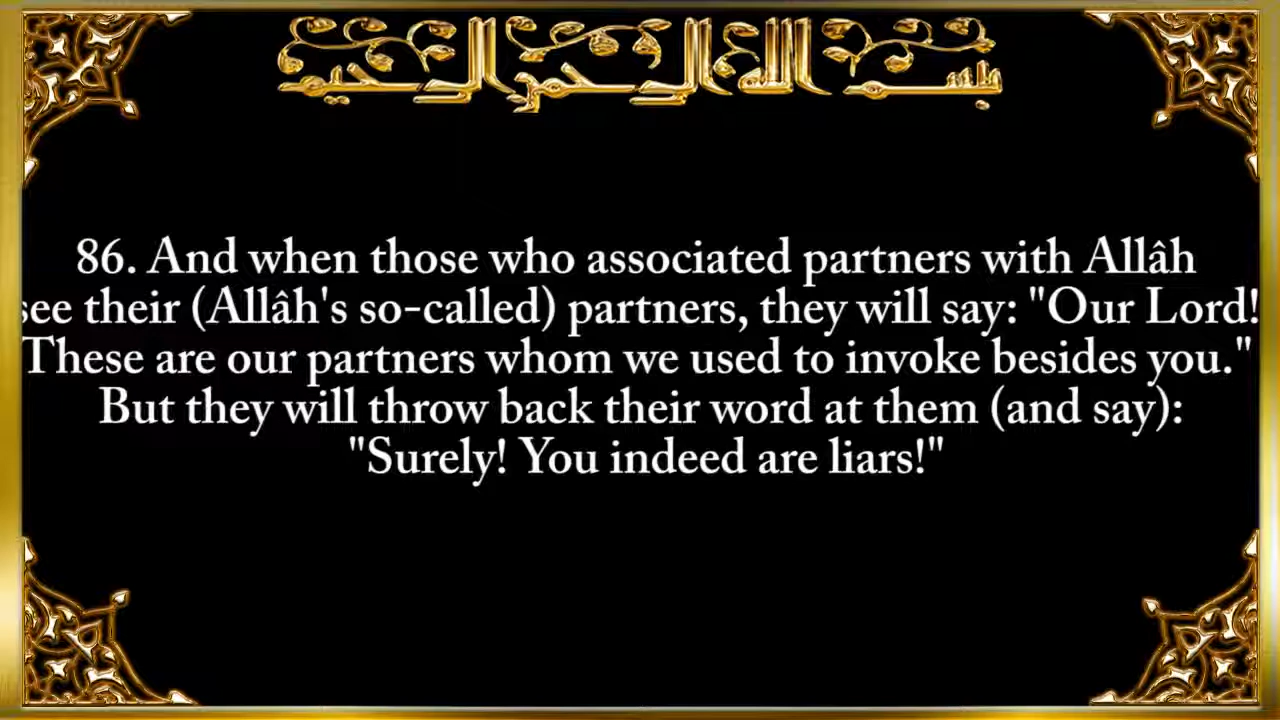 بسم الله الرحمن الرحيم
86. And when those who associated partners with Allâh
see their (Allâh's so-called) partners, they will say: "Our Lord!
These are our partners whom we used to invoke besides you."
But they will throw back their word at them (and say):
"Surely! You indeed are liars!"